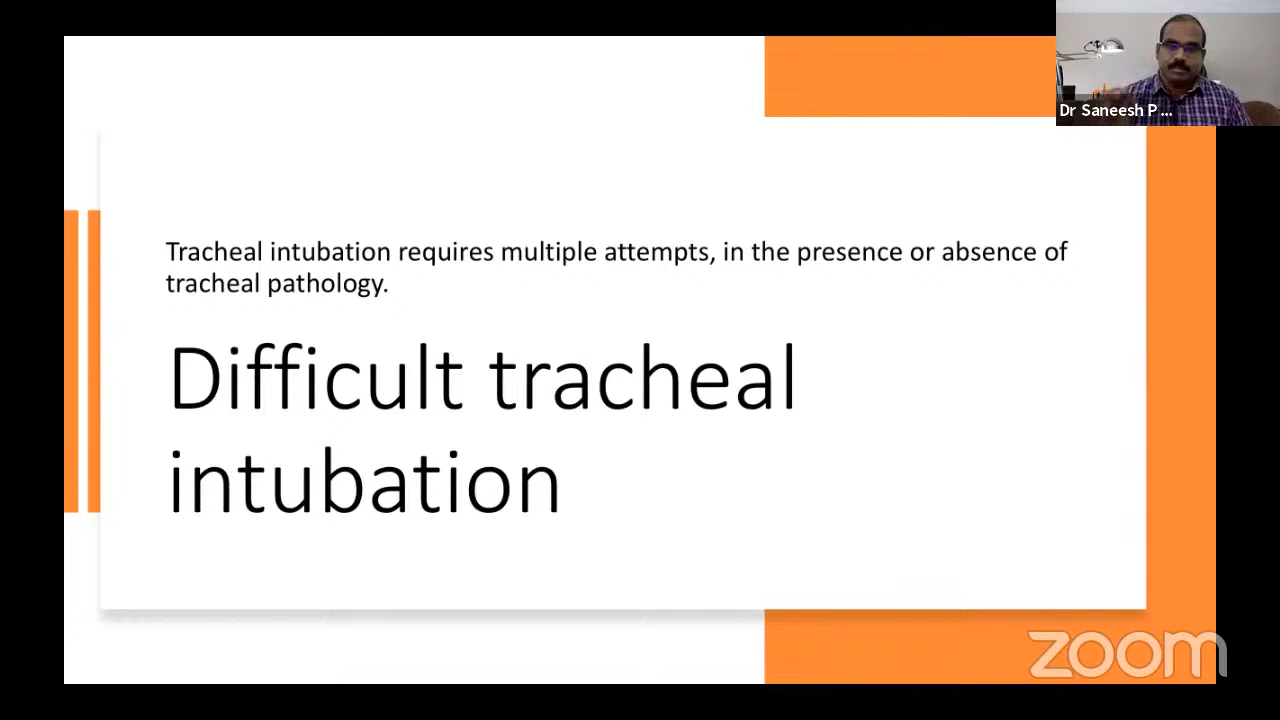 Dr Saneesh P ...
Tracheal intubation requires multiple attempts, in the presence or absence of
tracheal pathology.
Difficult tracheal
intubation
zoom